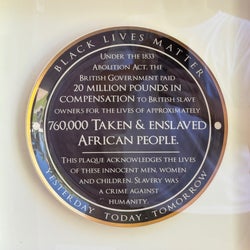 BLACK LIVES MATTER
UNDER THE 1833
ABOLITION ACT, THE
BRITISH GOVERNMENT PAID
20 MILLION POUNDS IN
COMPENSATION TO BRITISH SLAVE
OWNERS FOR THE LIVES OF APPROXIMATELY
760,000 TAKEN & ENSLAVED
AFRICAN PEOPLE.
THIS PLAQUE ACKNOWLEDGES THE LIVES
OF THESE INNOCENT MEN, WOMEN
AND CHILDREN. SLAVERY WAS
A CRIME AGAINST
HUMANITY.
YESTERDAY. TODAY. TOMORROW